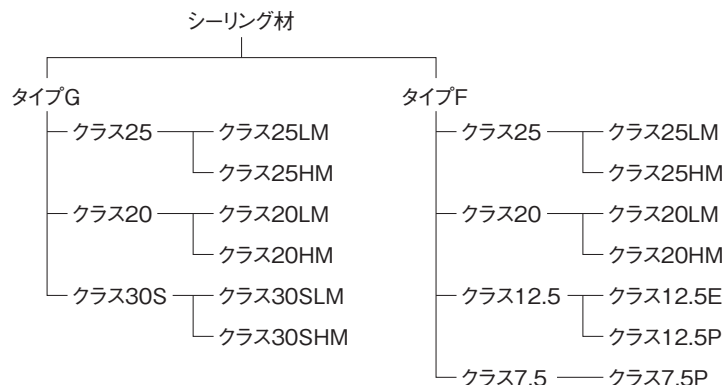 シーリング材
タイプG
クラス25
クラス25LM
クラス25HM
クラス20
クラス20LM
クラス20HM
クラス30S
クラス30SLM
クラス30SHM
タイプF
クラス25
クラス25LM
クラス25HM
クラス20
クラス20LM
クラス20HM
クラス12.5
クラス12.5E
クラス12.5P
クラス7.5
クラス7.5P